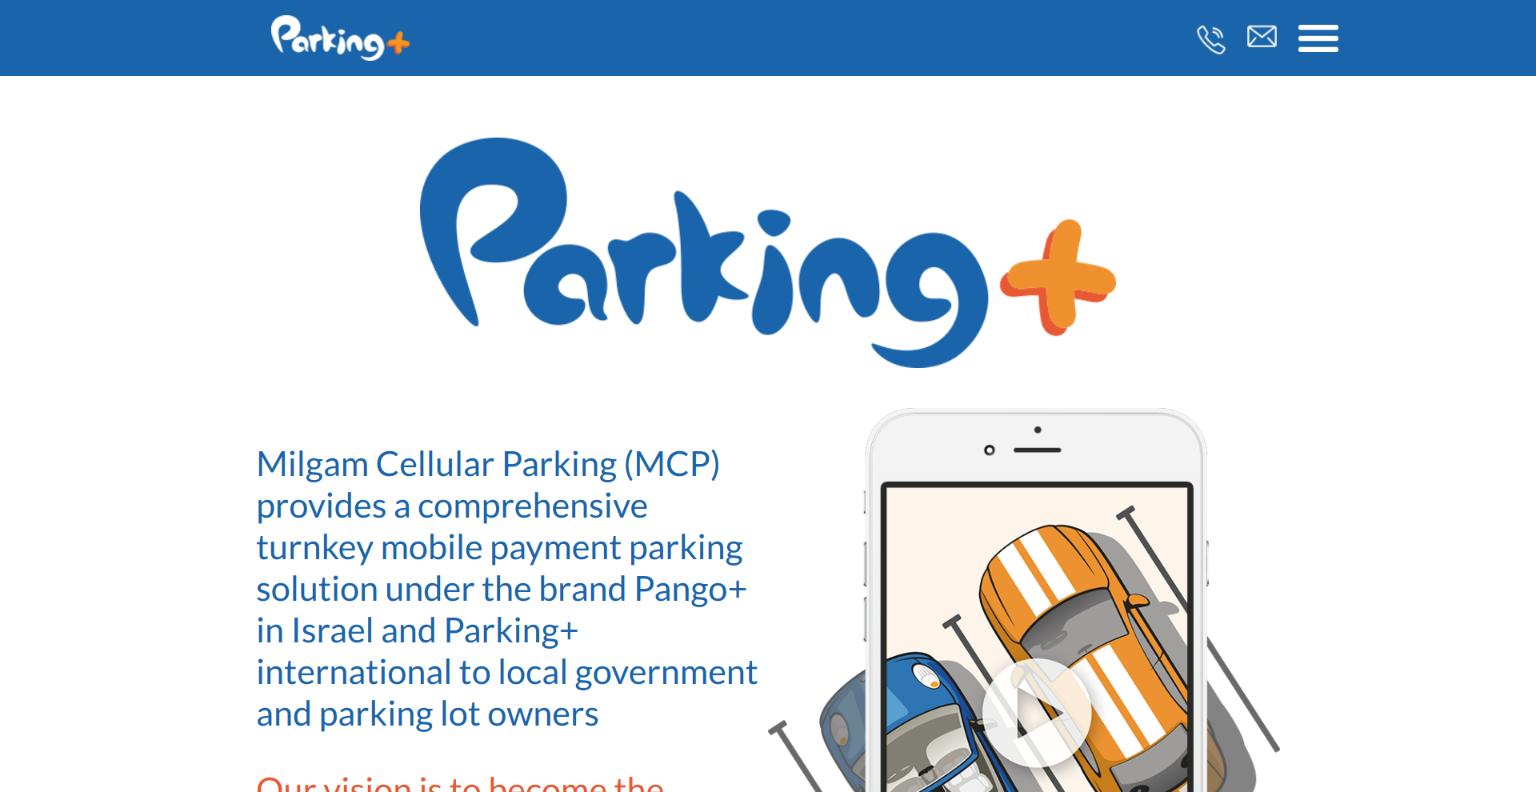 Parking+
Parking+
Milgam Cellular Parking (MCP)
provides a comprehensive
turnkey mobile payment parking
solution under the brand Pango+
in Israel and Parking+
international to local government
and parking lot owners
Our vision is to become the